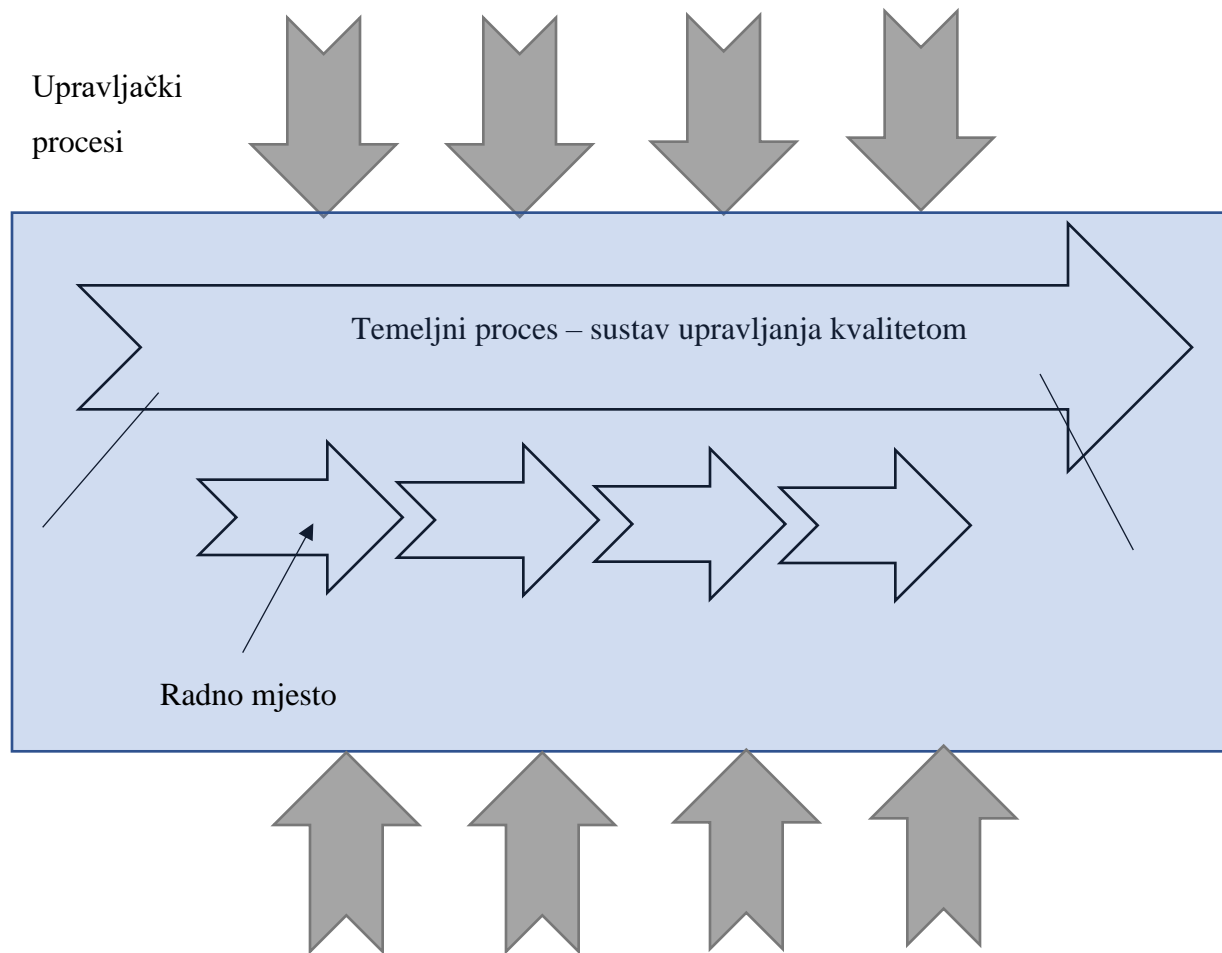 Upravljački
procesi
Temeljni proces – sustav upravljanja kvalitetom
Radno mjesto